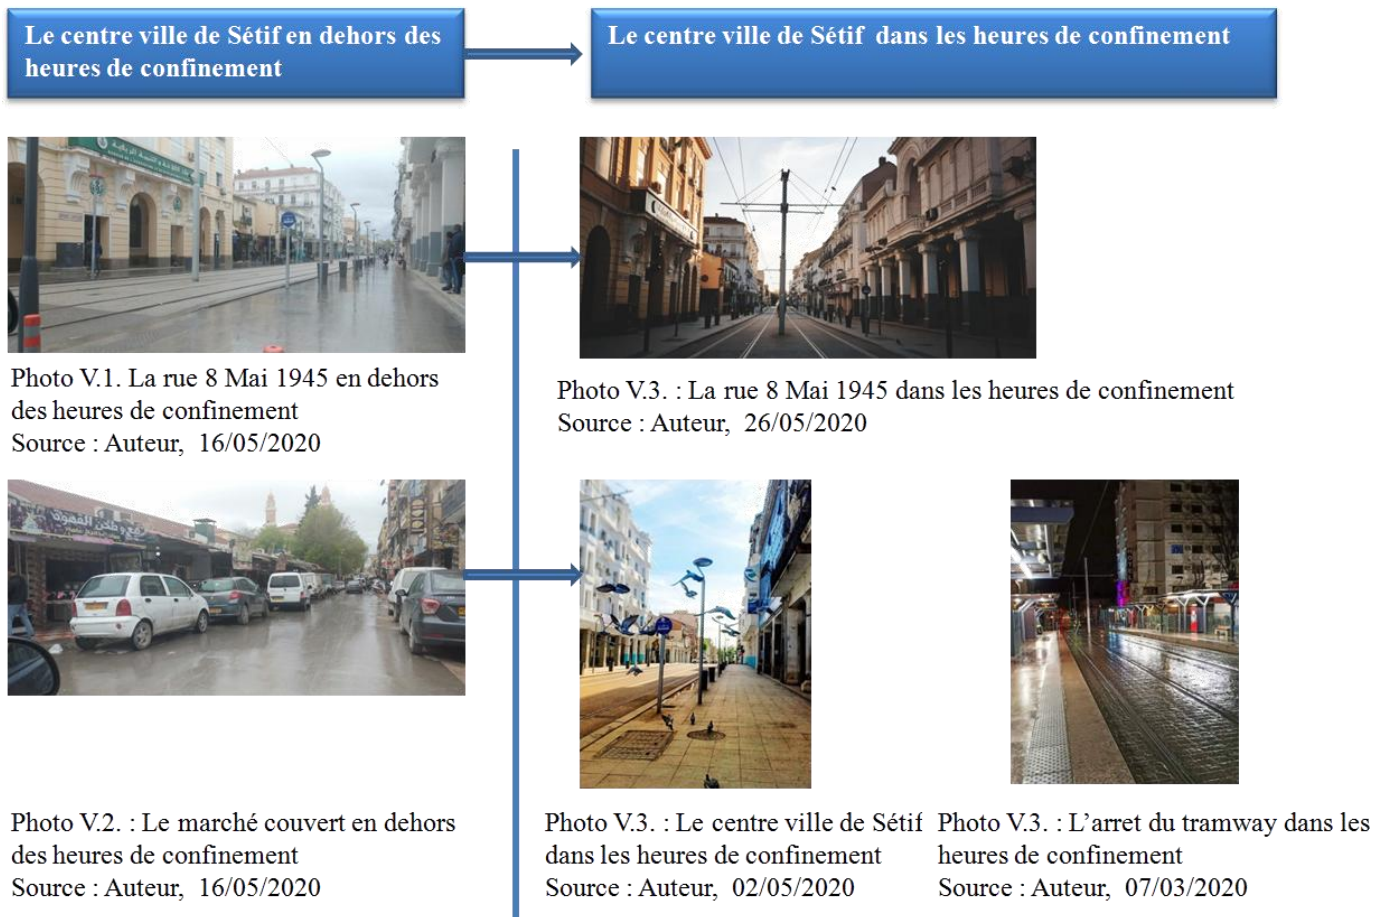 Le centre ville de Sétif en dehors des
heures de confinement
Le centre ville de Sétif dans les heures de confinement
Photo V.1. La rue 8 Mai 1945 en dehors
des heures de confinement
Source : Auteur, 16/05/2020
Photo V.3. : La rue 8 Mai 1945 dans les heures de confinement
Source : Auteur, 26/05/2020
Photo V.2. : Le marché couvert en dehors
des heures de confinement
Source : Auteur, 16/05/2020
Photo V.3. : Le centre ville de Sétif
dans les heures de confinement
Source : Auteur, 02/05/2020
Photo V.3. : L’arret du tramway dans les
heures de confinement
Source : Auteur, 07/03/2020